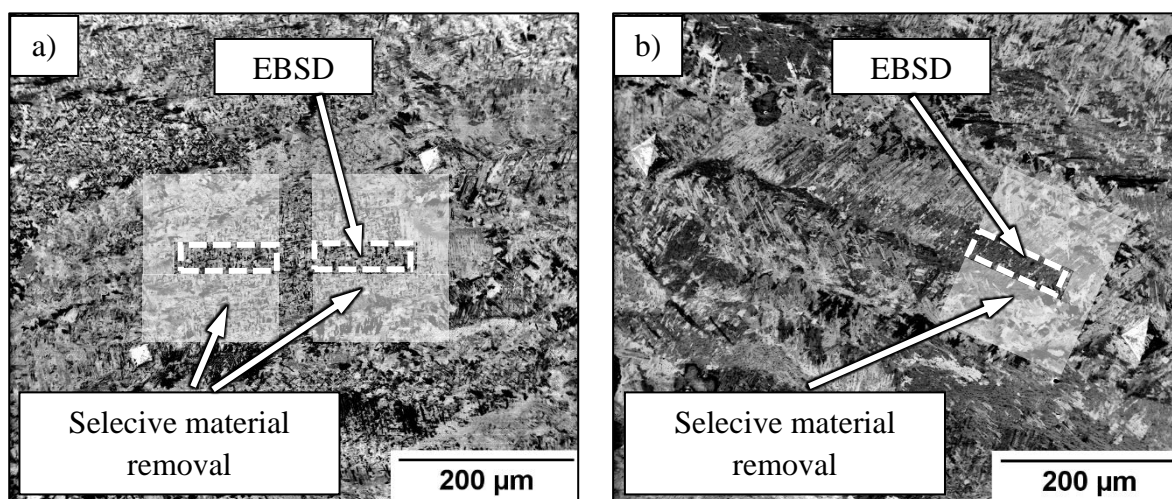 a)
EBSD
Selecive material
removal
200 µm
b)
EBSD
Selecive material
removal
200 µm